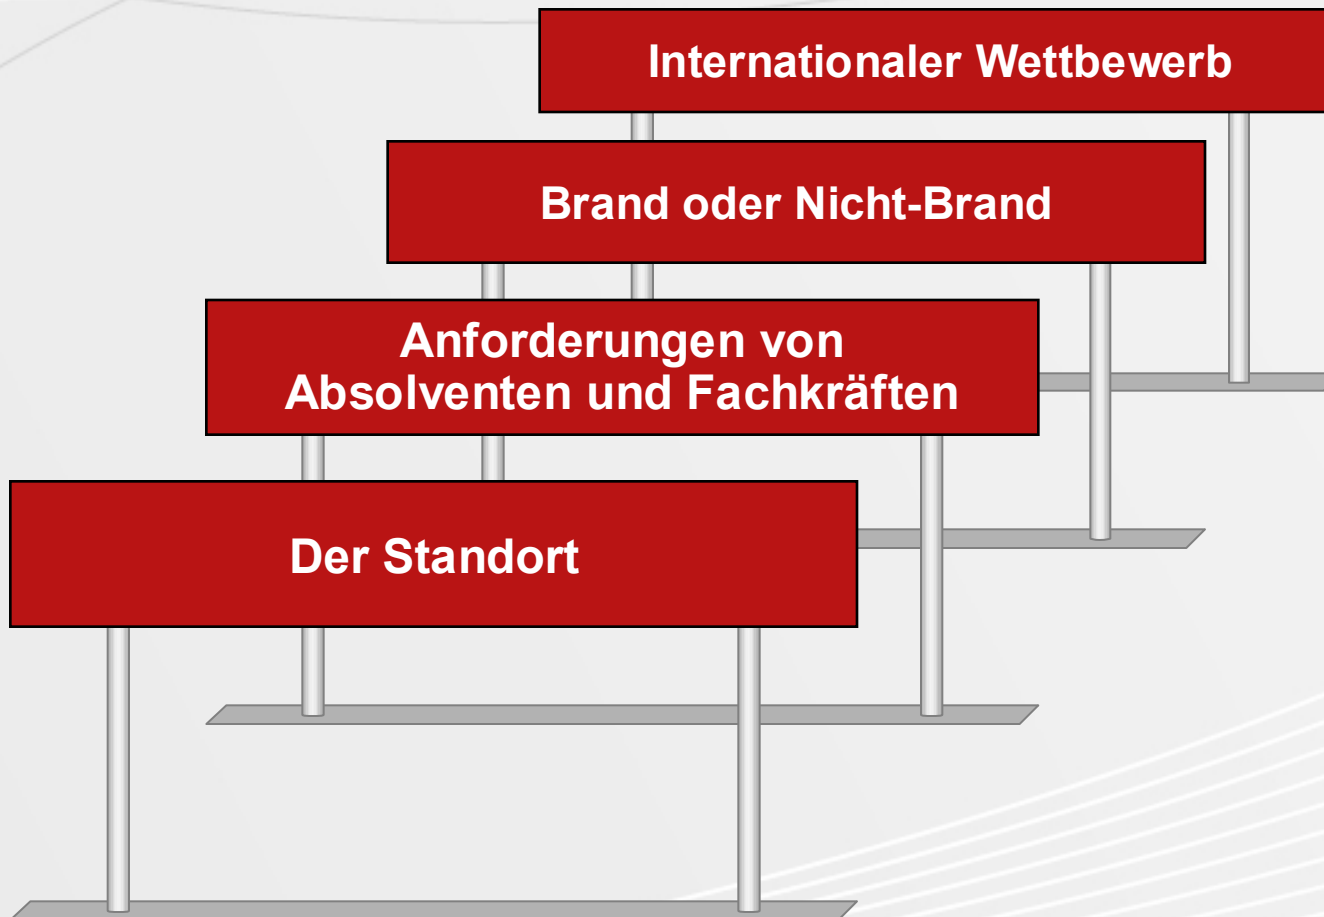 Internationaler Wettbewerb
Brand oder Nicht-Brand
Anforderungen von
Absolventen und Fachkräften
Der Standort